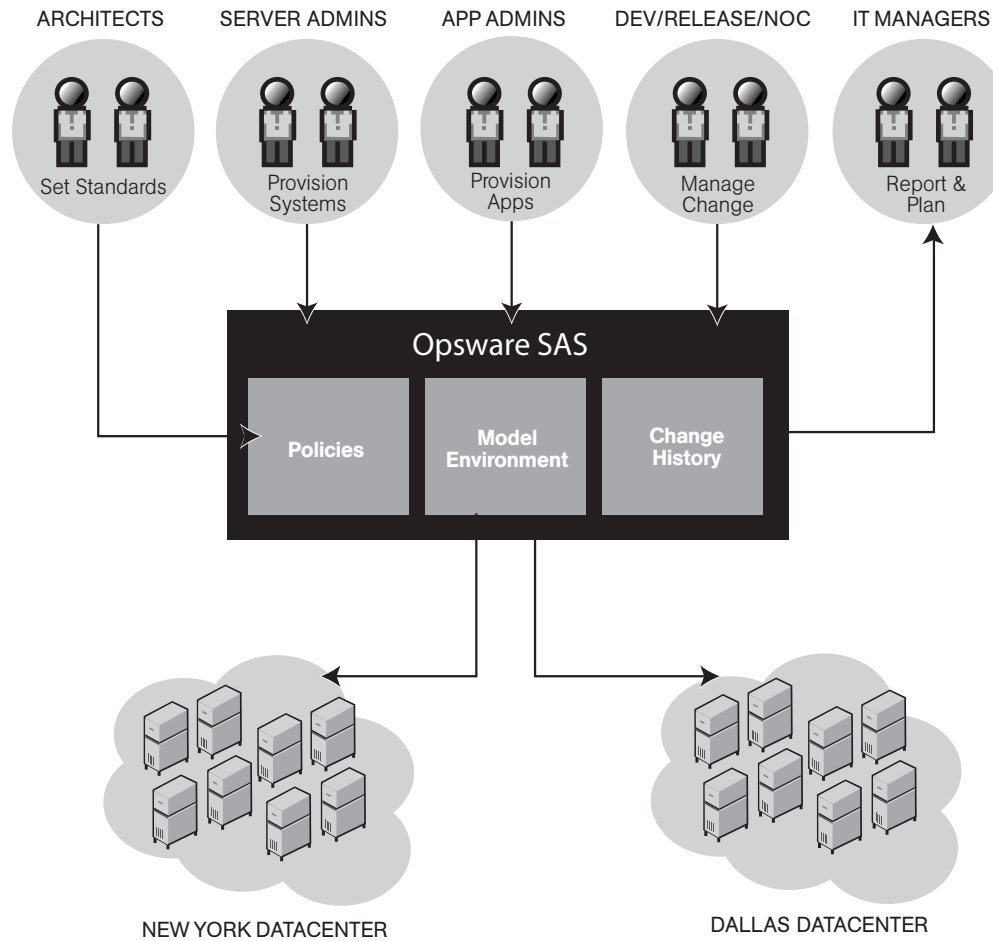 ARCHITECTS
SERVER ADMINS
APP ADMINS
DEV/RELEASE/NOC
IT MANAGERS
Set Standards
Provision
Systems
Provision
Apps
Manage
Change
Report &
Plan
Opsware SAS
Policies
Model
Environment
Change
History
NEW YORK DATACENTER
DALLAS DATACENTER